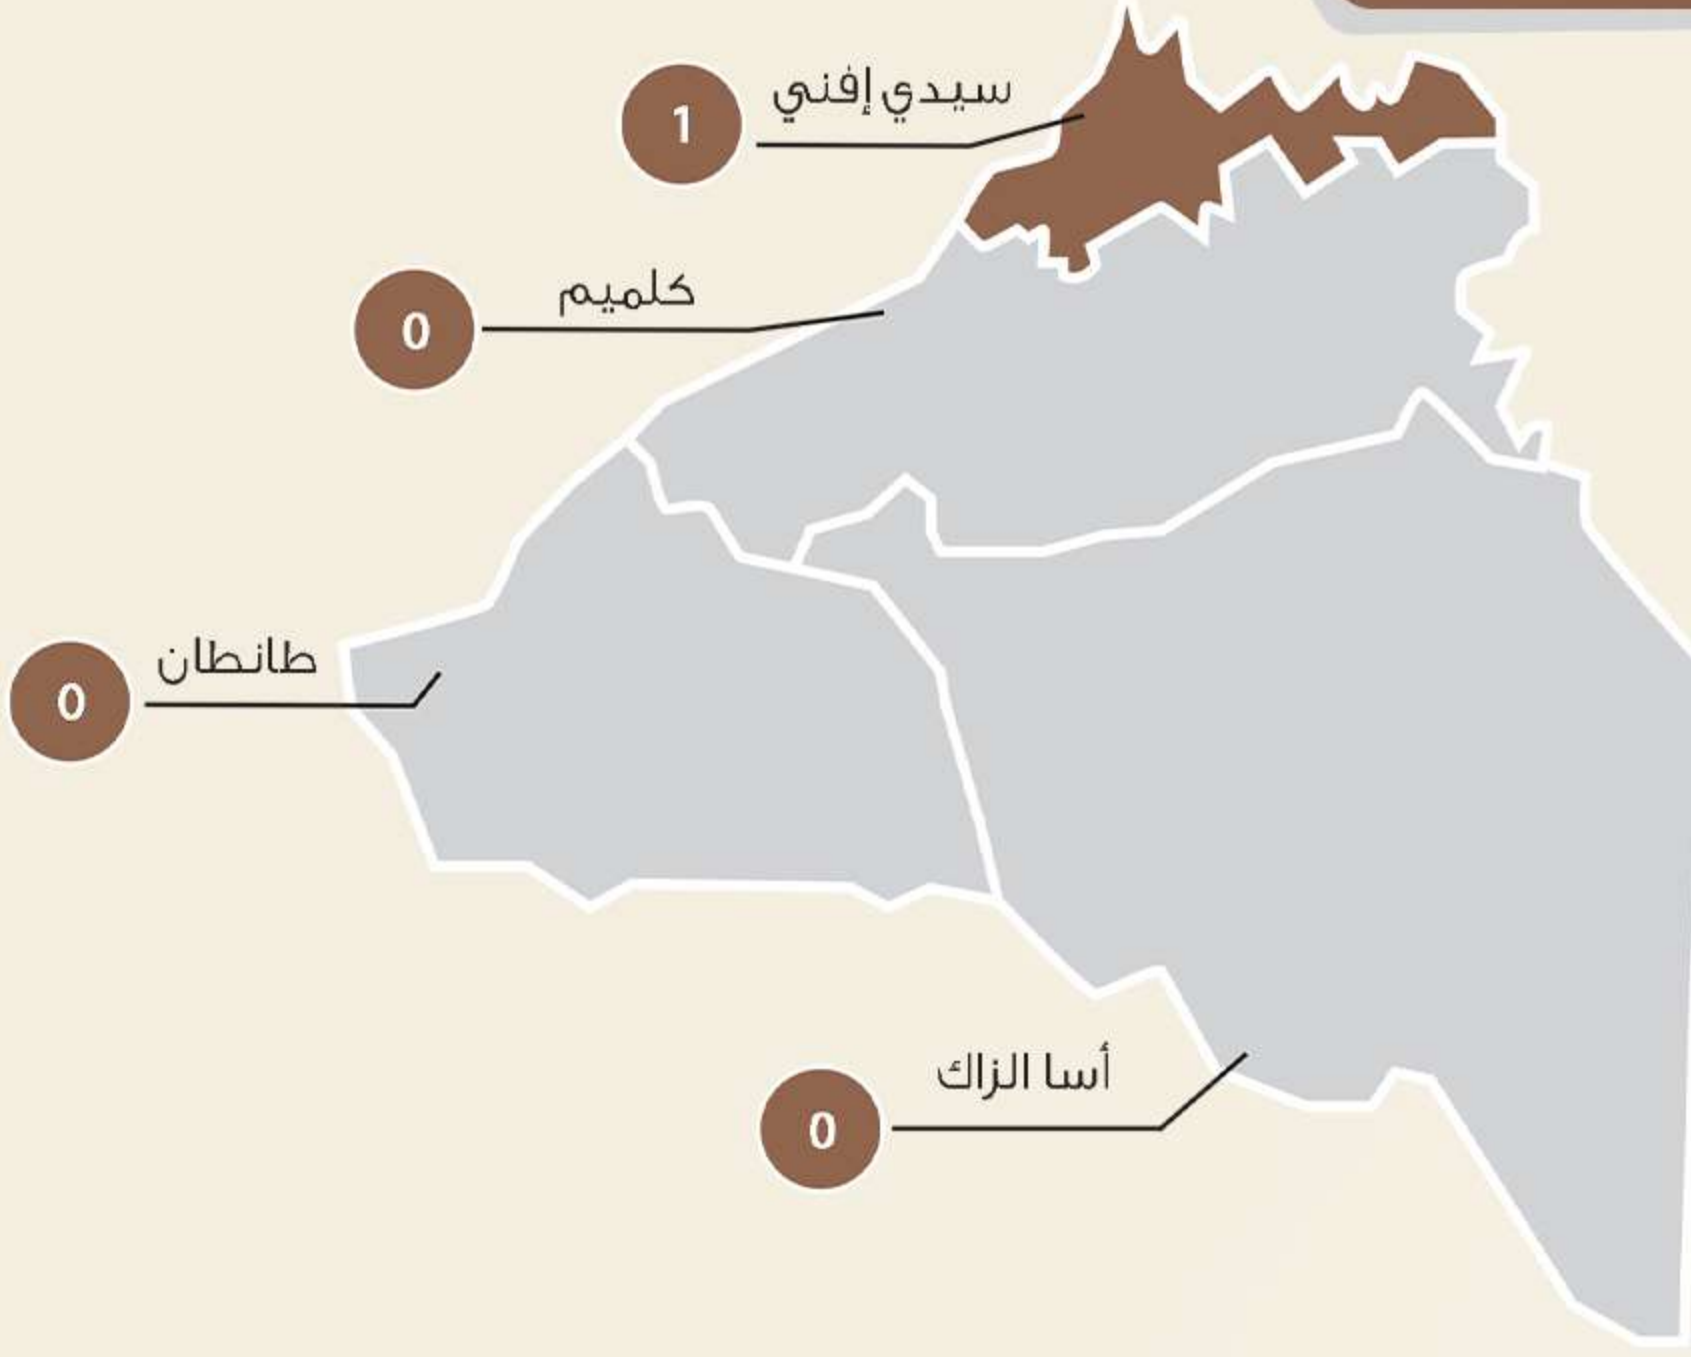 سيدي إفني
1
كلميم
0
طانطان
0
أسا الزاك
0